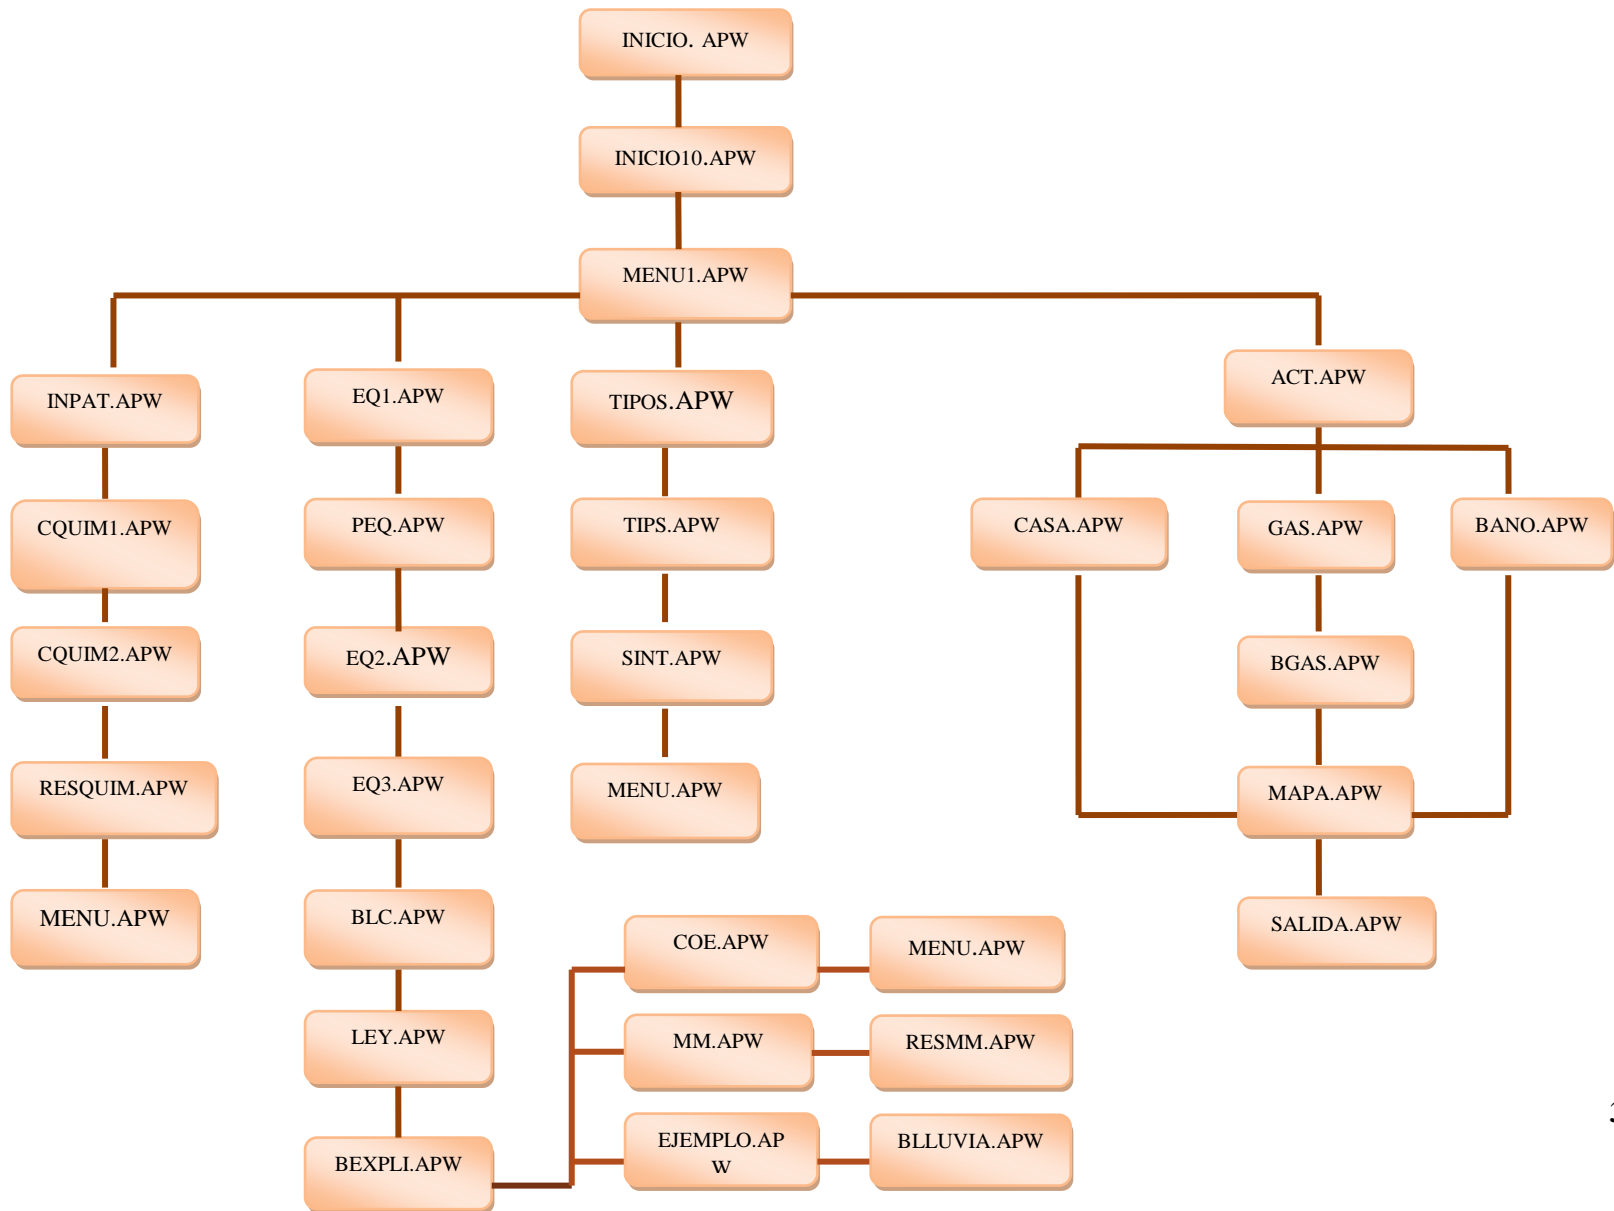 INICIO. APW
INICIO10.APW
MENU1.APW
INPAT.APW
CQUIM1.APW
CQUIM2.APW
RESQUIM.APW
MENU.APW
EQ1.APW
PEQ.APW
EQ2.APW
EQ3.APW
BLC.APW
LEY.APW
BEXPLI.APW
COE.APW
MENU.APW
MM.APW
RESMM.APW
EJEMPLO.AP
W
BLLUVIA.APW
TIPOS.APW
TIPS.APW
SINT.APW
MENU.APW
ACT.APW
CASA.APW
GAS.APW
BANO.APW
BGAS.APW
MAPA.APW
SALIDA.APW